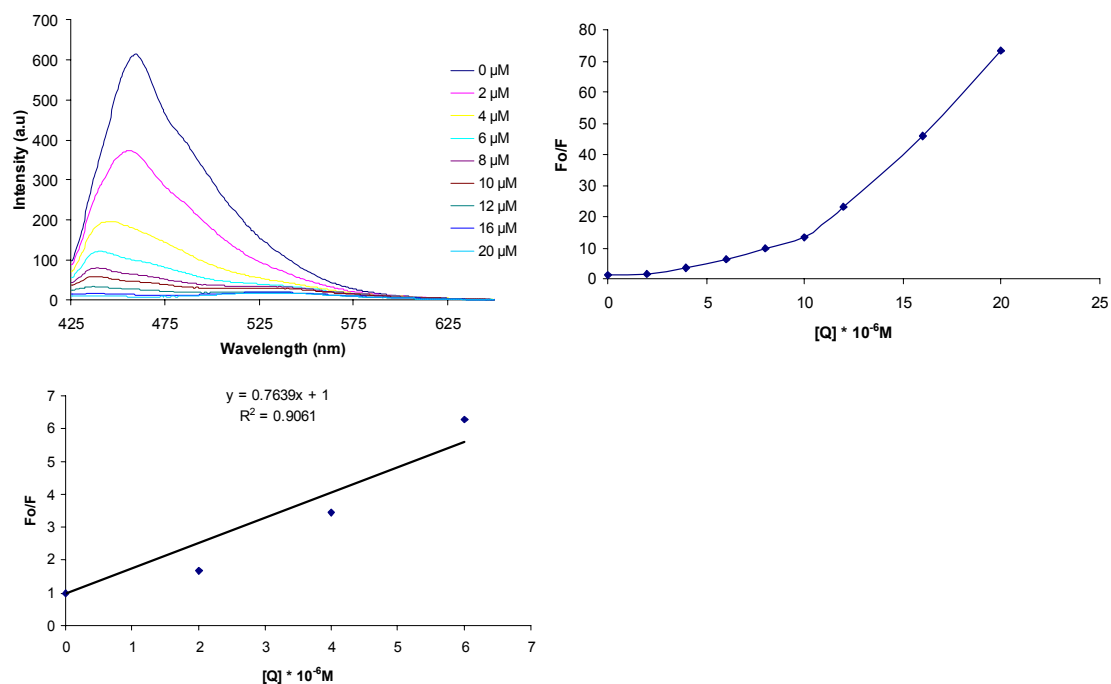 700
600
500
400
300
200
100
0
425
475
525
575
625
Intensity (a.u)
Wavelength (nm)
0 µM
2 µM
4 µM
6 µM
8 µM
10 µM
12 µM
16 µM
20 µM
80
70
60
50
40
30
20
10
0
0
5
10
15
20
25
Fo/F
[Q] * 10⁻⁶M
y = 0.7639x + 1
R² = 0.9061
7
6
5
4
3
2
1
0
0
1
2
3
4
5
6
7
Fo/F
[Q] * 10⁻⁶M